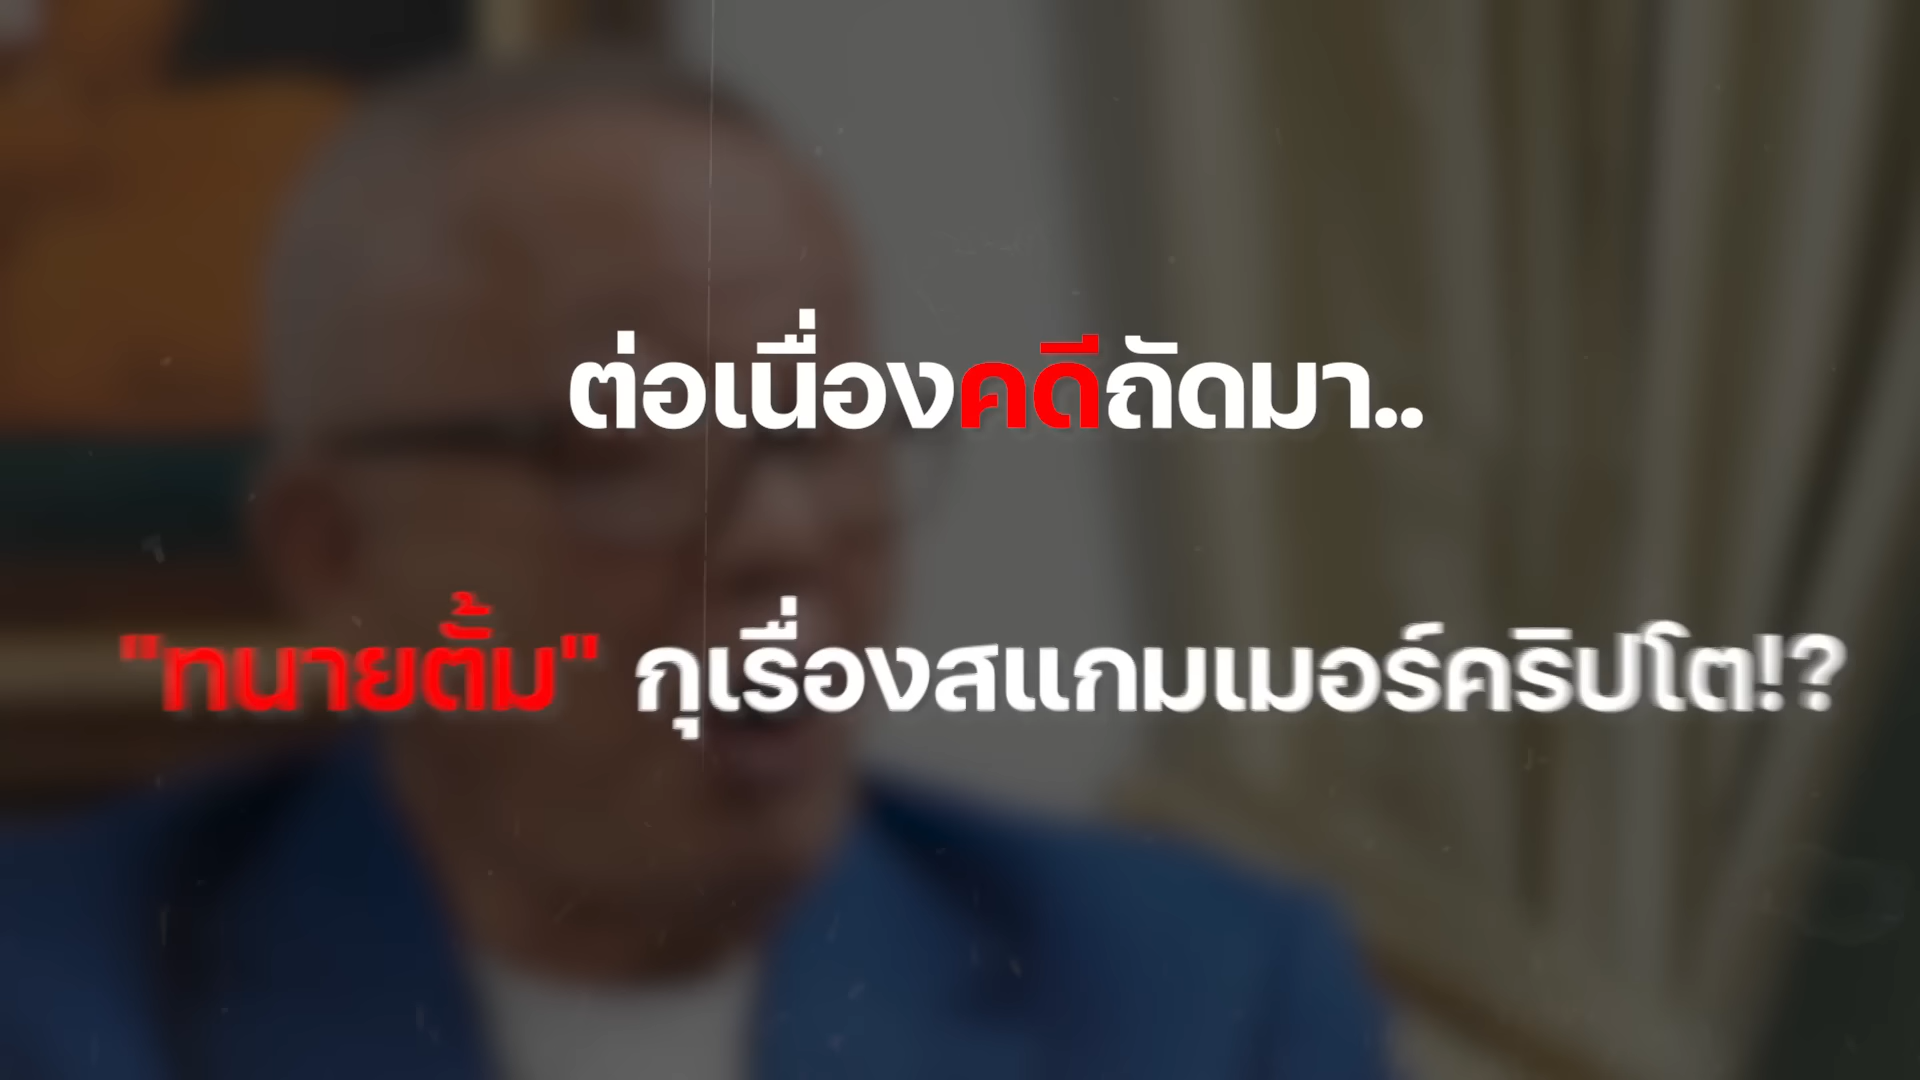 ต่อเนื่องคดีถัดมา..
"ทนายตั้ม" กุเรื่องสแกมเมอร์คริปโต!?